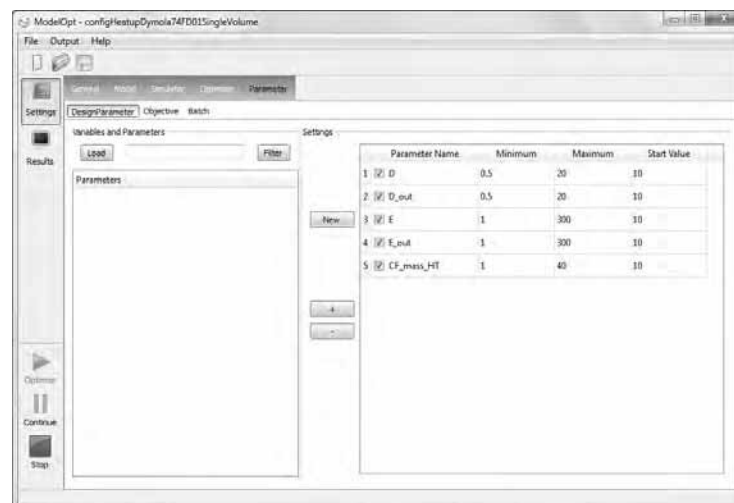 ModelOpt - configHeatupDymola74FD01SingleVolume
File Output Help
General Model Simulator Optimizer Parameter
Settings
DesignParameter Objective Batch
Variables and Parameters
Settings
Load
Filter
Results
Parameters
Parameter Name Minimum Maximum Start Value
1 D 0.5 20 10
2 D_out 0.5 20 10
New
3 E 1 300 10
4 E_out 1 300 10
5 CF_mass_HT 1 40 10
+
-
Optimize
Continue
Stop